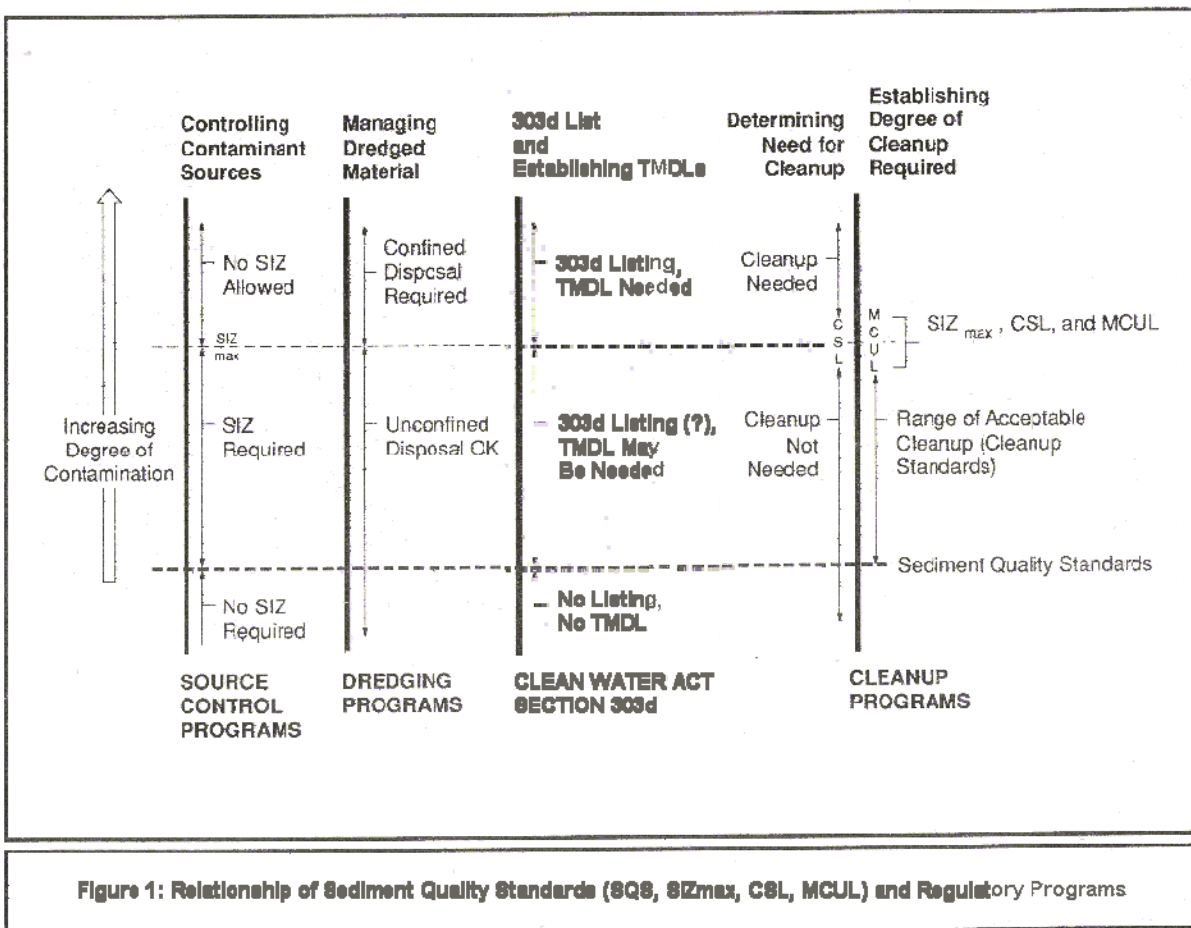 Controlling
Contaminant
Sources
Managing
Dredged
Material
303d List
and
Establishing TMDLs
Determining
Need for
Cleanup
Establishing
Degree of
Cleanup
Required
No SIZ
Allowed
Confined
Disposal
Required
303d Listing,
TMDL Needed
Cleanup
Needed
SIZ
max
CSL
MCUL
SIZ max , CSL, and MCUL
Increasing
Degree of
Contamination
SIZ
Required
Unconfined
Disposal OK
303d Listing (?),
TMDL May
Be Needed
Cleanup
Not
Needed
Range of Acceptable
Cleanup (Cleanup
Standards)
Sediment Quality Standards
No SIZ
Required
No Listing,
No TMDL
SOURCE
CONTROL
PROGRAMS
DREDGING
PROGRAMS
CLEAN WATER ACT
SECTION 303d
CLEANUP
PROGRAMS
Figure 1: Relationship of Sediment Quality Standards (SQS, SIZmax, CSL, MCUL) and Regulatory Programs